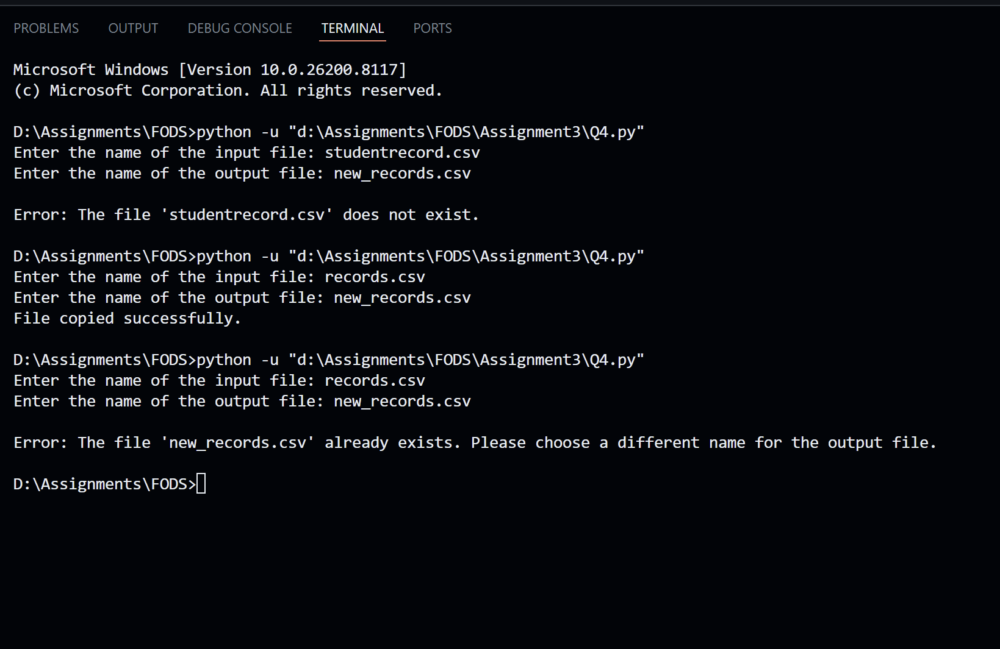 PROBLEMS OUTPUT DEBUG CONSOLE TERMINAL PORTS
Microsoft Windows [Version 10.0.26200.8117]
(c) Microsoft Corporation. All rights reserved.
D:\Assignments\FODS>python -u "d:\Assignments\FODS\Assignment3\Q4.py"
Enter the name of the input file: studentrecord.csv
Enter the name of the output file: new_records.csv
Error: The file 'studentrecord.csv' does not exist.
D:\Assignments\FODS>python -u "d:\Assignments\FODS\Assignment3\Q4.py"
Enter the name of the input file: records.csv
Enter the name of the output file: new_records.csv
File copied successfully.
D:\Assignments\FODS>python -u "d:\Assignments\FODS\Assignment3\Q4.py"
Enter the name of the input file: records.csv
Enter the name of the output file: new_records.csv
Error: The file 'new_records.csv' already exists. Please choose a different name for the output file.
D:\Assignments\FODS>